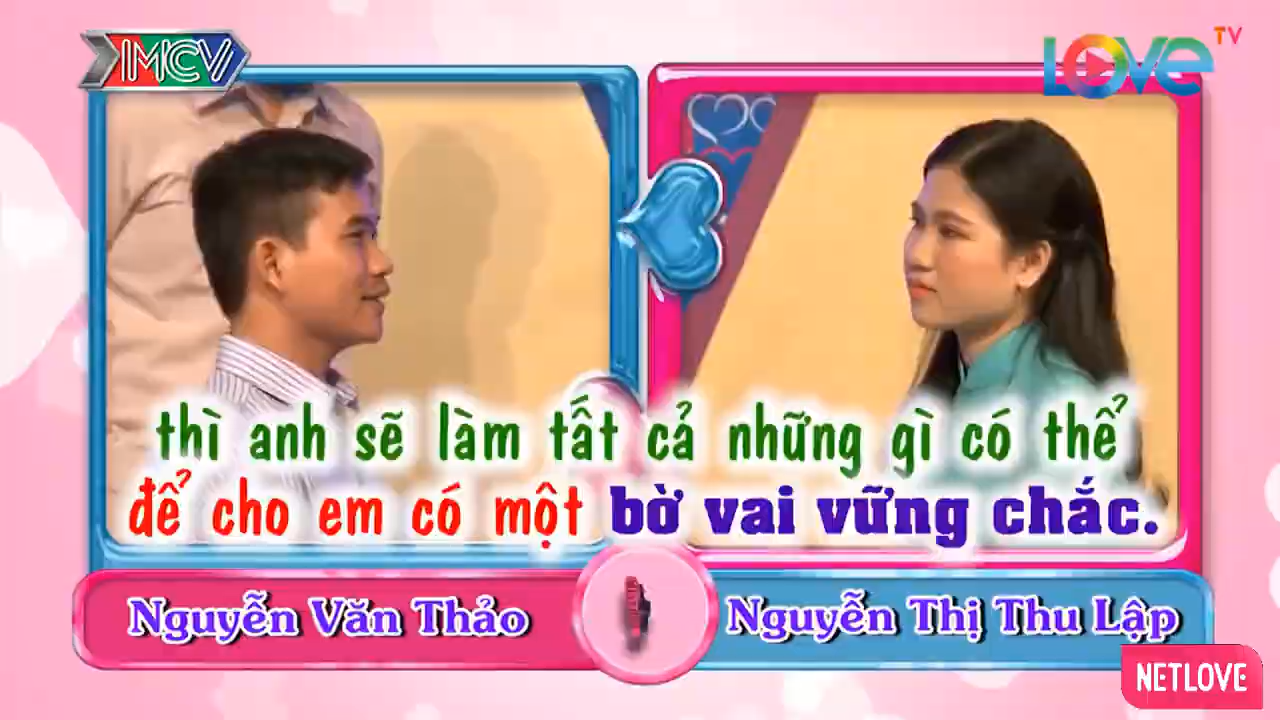 MCV
LOVE TV
thì anh sẽ làm tất cả những gì có thể
để cho em có một bờ vai vững chắc.
Nguyễn Văn Thảo
Nguyễn Thị Thu Lập
NETLOVE